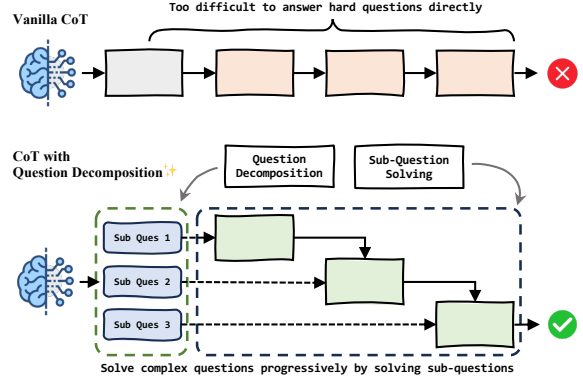 Too difficult to answer hard questions directly
Vanilla CoT
CoT with
Question Decomposition✨
Question
Decomposition
Sub-Question
Solving
Sub Ques 1
Sub Ques 2
Sub Ques 3
Solve complex questions progressively by solving sub-questions